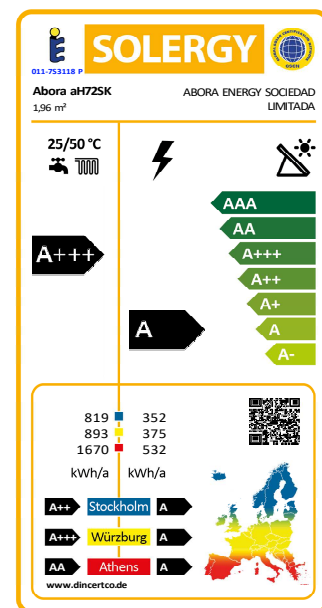 SOLERGY
011-753118 P
Abora aH72SK
ABORA ENERGY SOCIEDAD
1,96 m²
LIMITADA
25/50 °C
AAA
AA
A+++
A+++
A++
A+
A
A
A-
819 352
893 375
1670 532
kWh/a kWh/a
A++ Stockholm A
A+++ Würzburg A
AA Athens A
www.dincertco.de